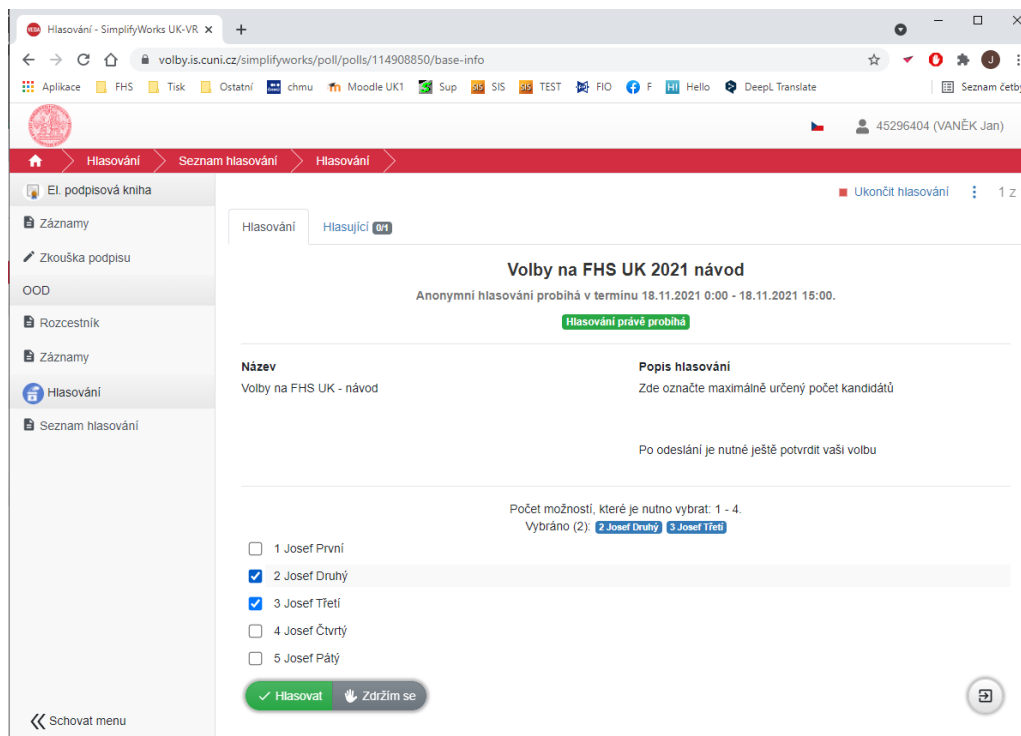 VEDA Hlasování - SimplifyWorks UK-VR
volby.is.cuni.cz/simplifyworks/poll/polls/114908850/base-info
J
Aplikace FHS Tisk Ostatní chmu Moodle UK1 Sup SIS SIS SIS TEST FIO F HI Hello DeepL Translate Seznam četby
45296404 (VANĚK Jan)
Hlasování Seznam hlasování Hlasování
El. podpisová kniha
Ukončit hlasování 1 z
Záznamy
Hlasování Hlasující 0/1
Zkouška podpisu
Volby na FHS UK 2021 návod
OOD
Anonymní hlasování probíhá v termínu 18.11.2021 0:00 - 18.11.2021 15:00.
Rozcestník
Hlasování právě probíhá
Záznamy
Název Popis hlasování
Hlasování
Volby na FHS UK - návod Zde označte maximálně určený počet kandidátů
Seznam hlasování
Po odeslání je nutné ještě potvrdit vaši volbu
Počet možností, které je nutno vybrat: 1 - 4.
Vybráno (2): 2 Josef Druhý 3 Josef Třetí
1 Josef První
2 Josef Druhý
3 Josef Třetí
4 Josef Čtvrtý
5 Josef Pátý
Hlasovat Zdržím se
Schovat menu